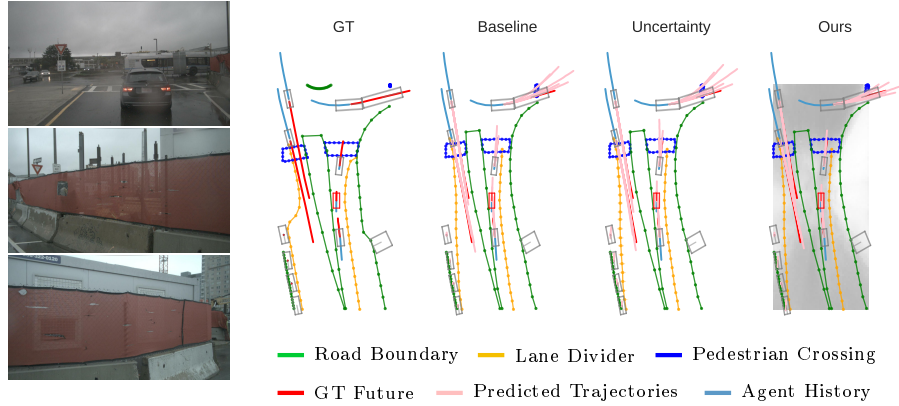 GT Baseline Uncertainty Ours
Road Boundary Lane Divider Pedestrian Crossing
GT Future Predicted Trajectories Agent History